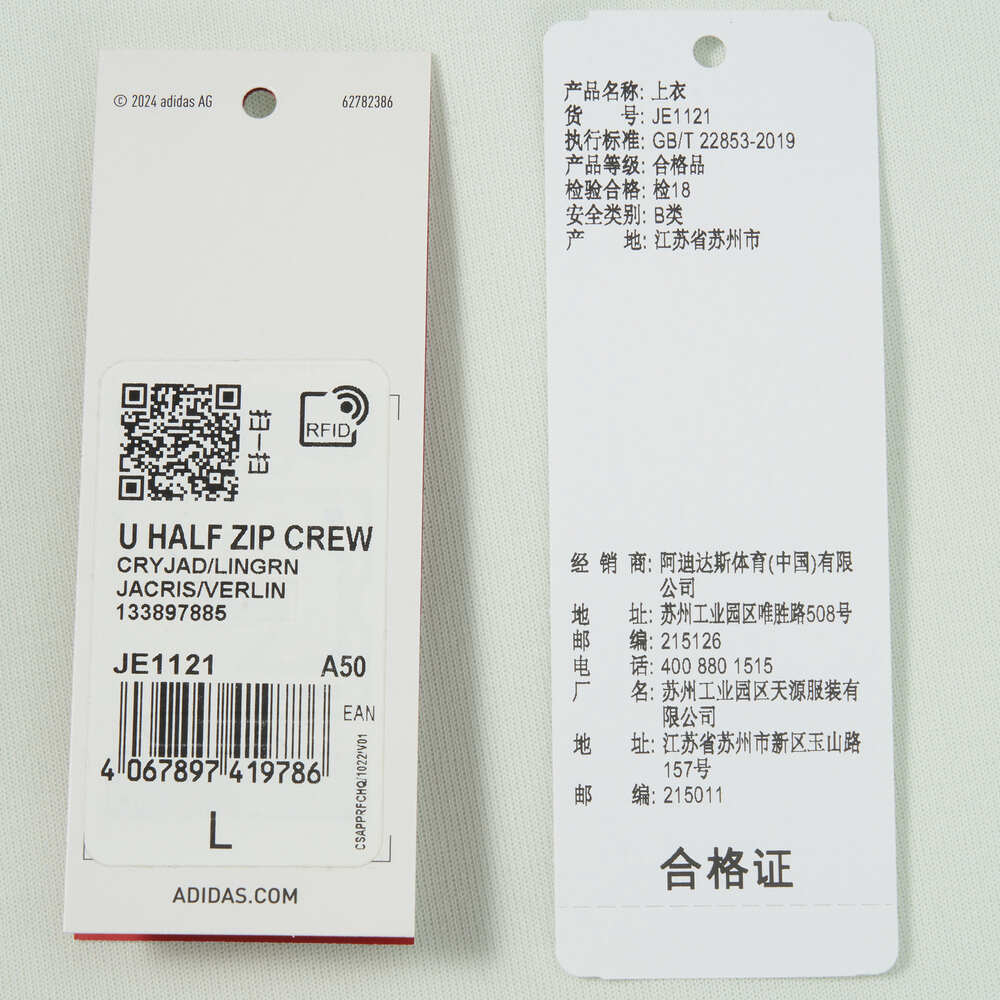 © 2024 adidas AG
62782386
扫一扫
RFID
U HALF ZIP CREW
CRYJAD/LINGRN
JACRIS/VERLIN
133897885
JE1121 A50
EAN
4 067897 419786
CSAPPRFCHQ/1022/V01
L
ADIDAS.COM
产品名称: 上衣
货 号: JE1121
执行标准: GB/T 22853-2019
产品等级: 合格品
检验合格: 检18
安全类别: B类
产 地: 江苏省苏州市
经 销 商: 阿迪达斯体育(中国)有限
公司
地 址: 苏州工业园区唯胜路508号
邮 编: 215126
电 话: 400 880 1515
厂 名: 苏州工业园区天源服装有
限公司
地 址: 江苏省苏州市新区玉山路
157号
邮 编: 215011
合格证